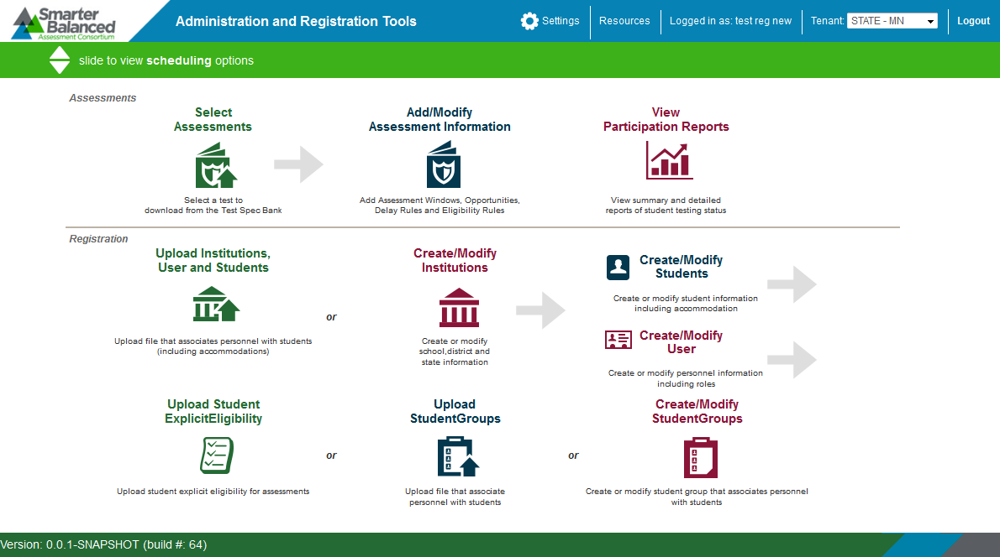 Smarter
Balanced
Assessment Consortium
Administration and Registration Tools
Settings
Resources
Logged in as: test reg new
Tenant: STATE - MN
Logout
slide to view scheduling options
Assessments
Select
Assessments
Select a test to
download from the Test Spec Bank
Add/Modify
Assessment Information
Add Assessment Windows, Opportunities,
Delay Rules and Eligibility Rules
View
Participation Reports
View summary and detailed
reports of student testing status
Registration
Upload Institutions,
User and Students
Upload file that associates personnel with students
(including accommodations)
or
Create/Modify
Institutions
Create or modify
school,district and
state information
Create/Modify
Students
Create or modify student information
including accommodation
Create/Modify
User
Create or modify personnel information
including roles
Upload Student
ExplicitEligibility
Upload student explicit eligibility for assessments
or
Upload
StudentGroups
Upload file that associate
personnel with students
or
Create/Modify
StudentGroups
Create or modify student group that associates personnel
with students
Version: 0.0.1-SNAPSHOT (build #: 64)